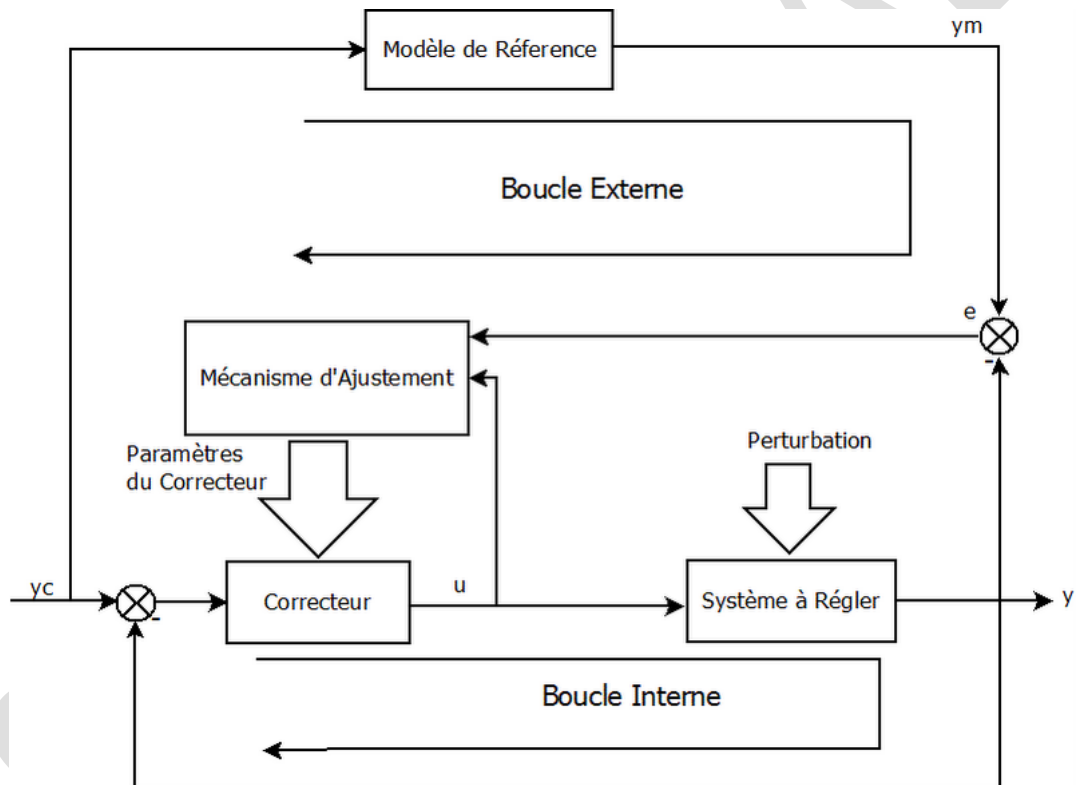 ym
Modèle de Réference
Boucle Externe
e
-
Mécanisme d'Ajustement
Perturbation
Paramètres
du Correcteur
yc
-
Correcteur
u
Système à Régler
y
Boucle Interne